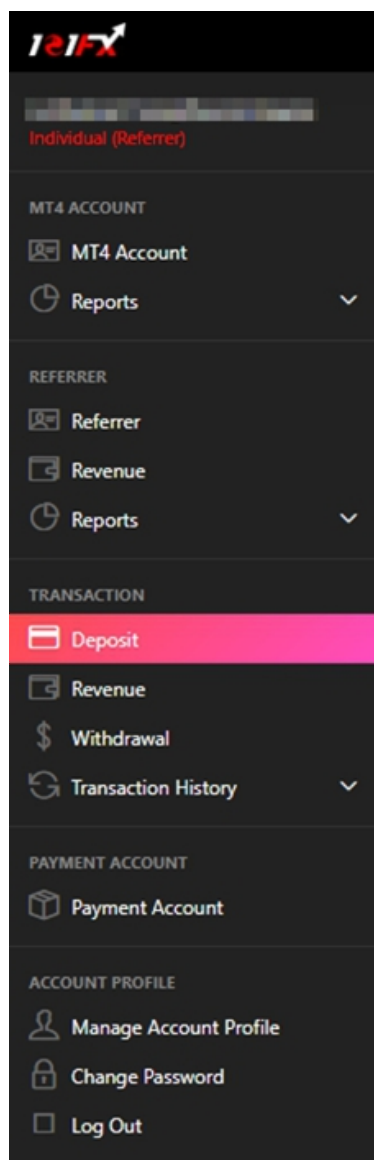 101FX
Individual (Referrer)
MT4 ACCOUNT
MT4 Account
Reports
REFERRER
Referrer
Revenue
Reports
TRANSACTION
Deposit
Revenue
$ Withdrawal
Transaction History
PAYMENT ACCOUNT
Payment Account
ACCOUNT PROFILE
Manage Account Profile
Change Password
Log Out